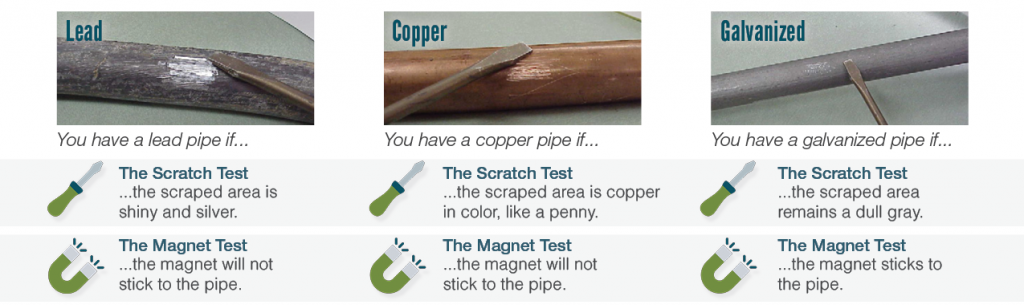 Lead
You have a lead pipe if...
The Scratch Test
...the scraped area is
shiny and silver.
The Magnet Test
...the magnet will not
stick to the pipe.
Copper
You have a copper pipe if...
The Scratch Test
...the scraped area is copper
in color, like a penny.
The Magnet Test
...the magnet will not
stick to the pipe.
Galvanized
You have a galvanized pipe if...
The Scratch Test
...the scraped area
remains a dull gray.
The Magnet Test
...the magnet sticks to
the pipe.